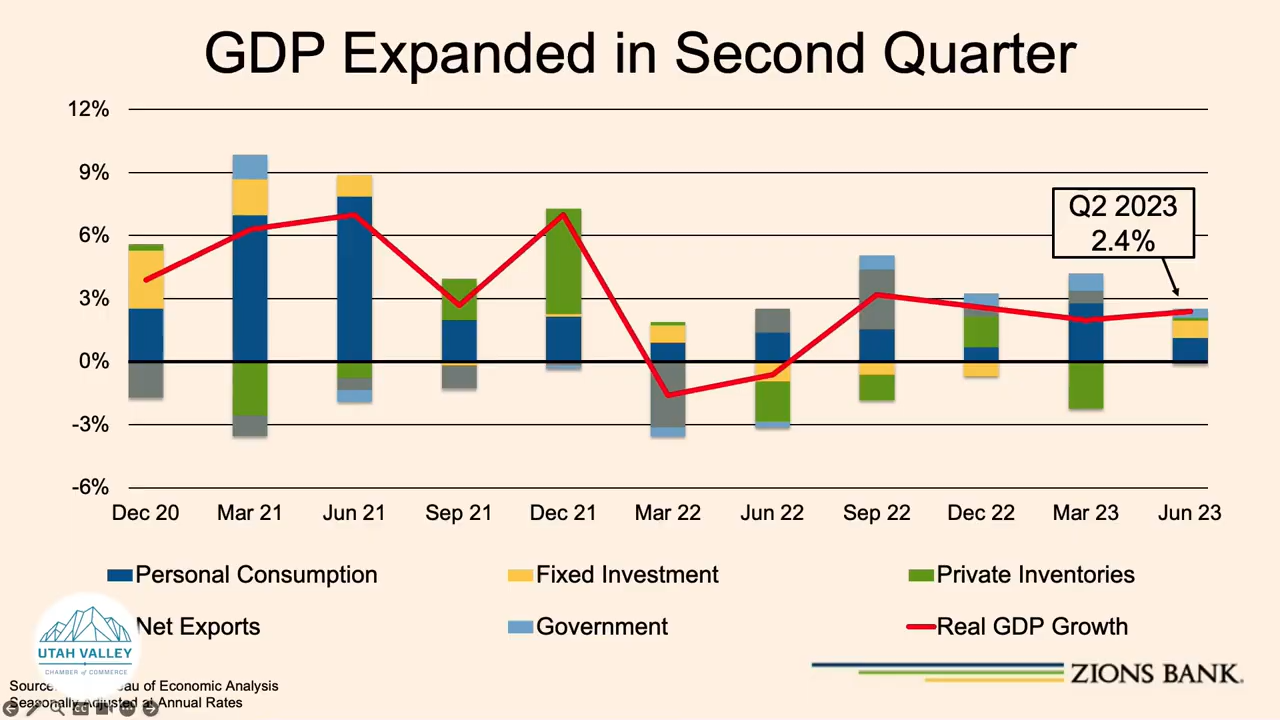 GDP Expanded in Second Quarter
12%
9%
6%
3%
0%
-3%
-6%
Q2 2023
2.4%
Dec 20 Mar 21 Jun 21 Sep 21 Dec 21 Mar 22 Jun 22 Sep 22 Dec 22 Mar 23 Jun 23
Personal Consumption Fixed Investment Private Inventories
Net Exports Government Real GDP Growth
UTAH VALLEY
CHAMBER of COMMERCE
ZIONS BANK.
of Economic Analysis
Seasonally Adjusted at Annual Rates